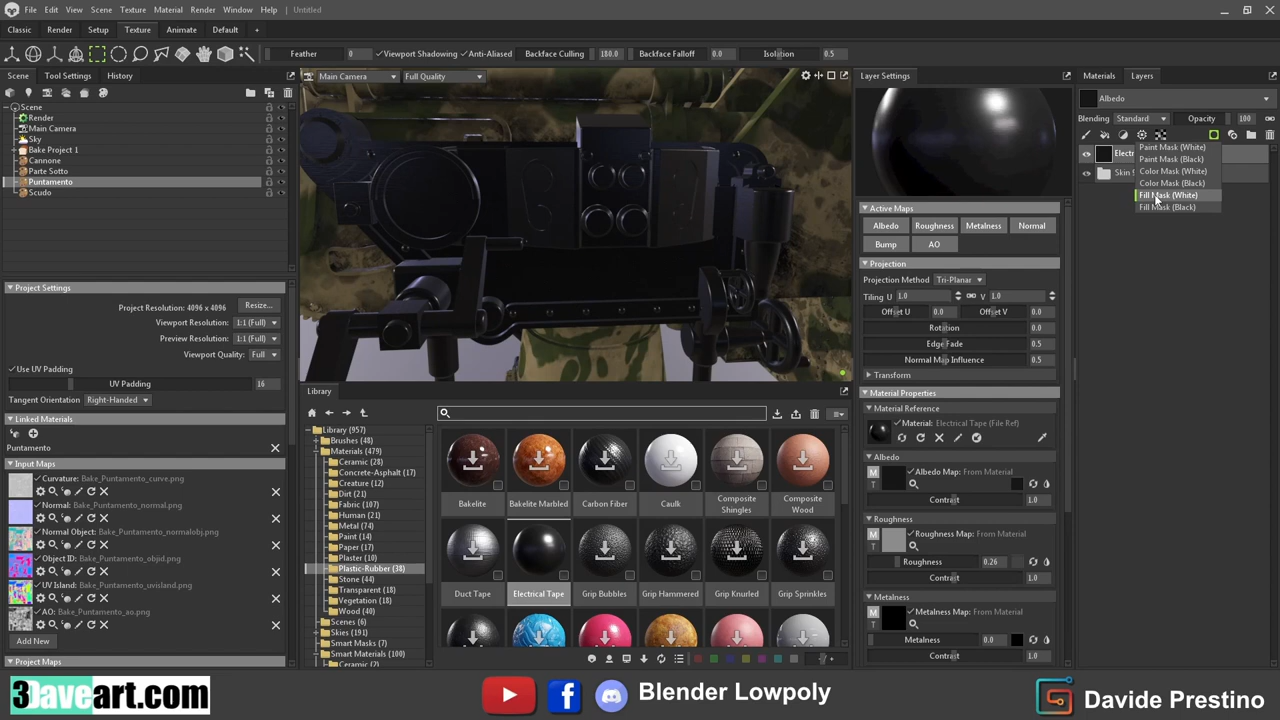 File Edit View Scene Texture Material Render Window Help Untitled
Classic Render Setup Texture Animate Default +
Feather 0 Viewport Shadowing Anti-Aliased Backface Culling 180.0 Backface Falloff 0.0 Isolation 0.5
Scene Tool Settings History
Scene
Render
Main Camera
Sky
Bake Project 1
Cannone
Parte Sotto
Puntamento
Scudo
Project Settings
Project Resolution: 4096 x 4096 Resize...
Viewport Resolution: 1:1 (Full)
Preview Resolution: 1:1 (Full)
Viewport Quality: Full
Use UV Padding
UV Padding 16
Tangent Orientation Right-Handed
Linked Materials
Puntamento
Input Maps
Curvature: Bake_Puntamento_curve.png
Normal: Bake_Puntamento_normal.png
Normal Object: Bake_Puntamento_normalobj.png
Object ID: Bake_Puntamento_objid.png
UV Island: Bake_Puntamento_uvisland.png
AO: Bake_Puntamento_ao.png
Add New
Project Maps
Main Camera Full Quality
Library
Library (957)
Brushes (48)
Materials (479)
Ceramic (28)
Concrete-Asphalt (17)
Creature (12)
Dirt (21)
Fabric (107)
Human (21)
Metal (74)
Paint (14)
Paper (17)
Plaster (10)
Plastic-Rubber (38)
Stone (44)
Transparent (18)
Vegetation (18)
Wood (40)
Scenes (6)
Skies (191)
Smart Masks (7)
Smart Materials (100)
Ceramic (2)
Bakelite
Bakelite Marbled
Carbon Fiber
Caulk
Composite Shingles
Composite Wood
Duct Tape
Electrical Tape
Grip Bubbles
Grip Hammered
Grip Knurled
Grip Sprinkles
Layer Settings
Active Maps
Albedo Roughness Metalness Normal
Bump AO
Projection
Projection Method Tri-Planar
Tiling U 1.0 V 1.0
Offset U 0.0 Offset V 0.0
Rotation 0.0
Edge Fade 0.5
Normal Map Influence 0.5
Transform
Material Properties
Material Reference
Material: Electrical Tape (File Ref)
Albedo
M Albedo Map: From Material
T
Contrast 1.0
Roughness
M Roughness Map: From Material
T
Roughness 0.26
Contrast 1.0
Metalness
M Metalness Map: From Material
T
Metalness 0.0
Contrast 1.0
Materials Layers
Albedo
Blending Standard Opacity 100
Electr
Skin
Paint Mask (White)
Paint Mask (Black)
Color Mask (White)
Color Mask (Black)
Fill Mask (White)
Fill Mask (Black)
3Daveart.com
Blender Lowpoly
Davide Prestino